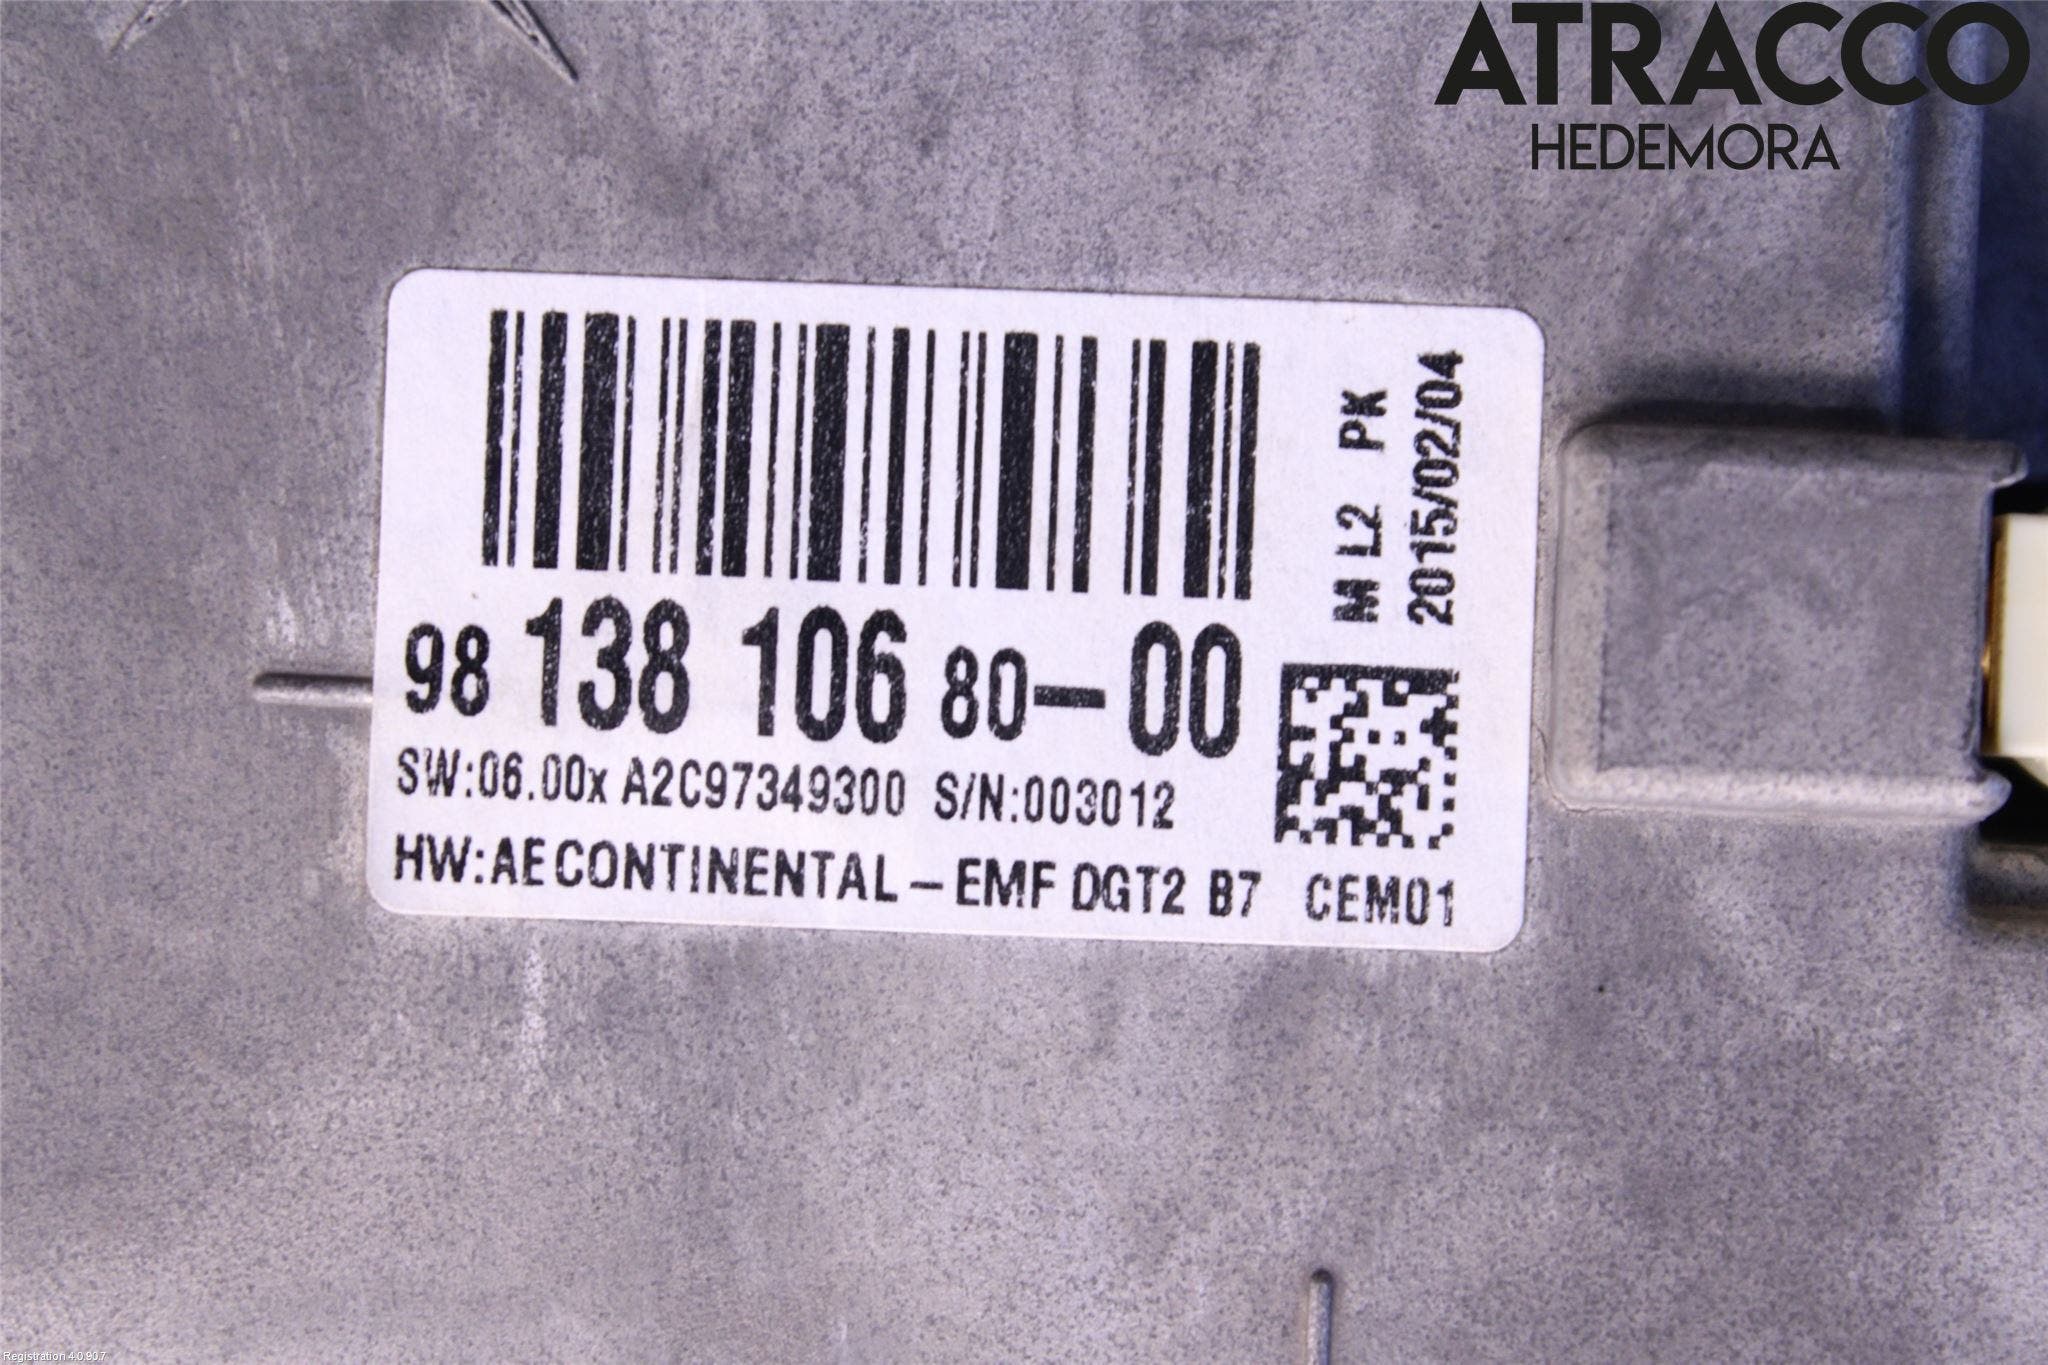 ATRACCO
HEDEMORA
M L2 PK
2015/02/04
98 138 106 80-00
SW:06.00x A2C97349300 S/N:003012
HW:AE CONTINENTAL-EMF DGT2 B7 CEM01
Registration 4.0.90.7